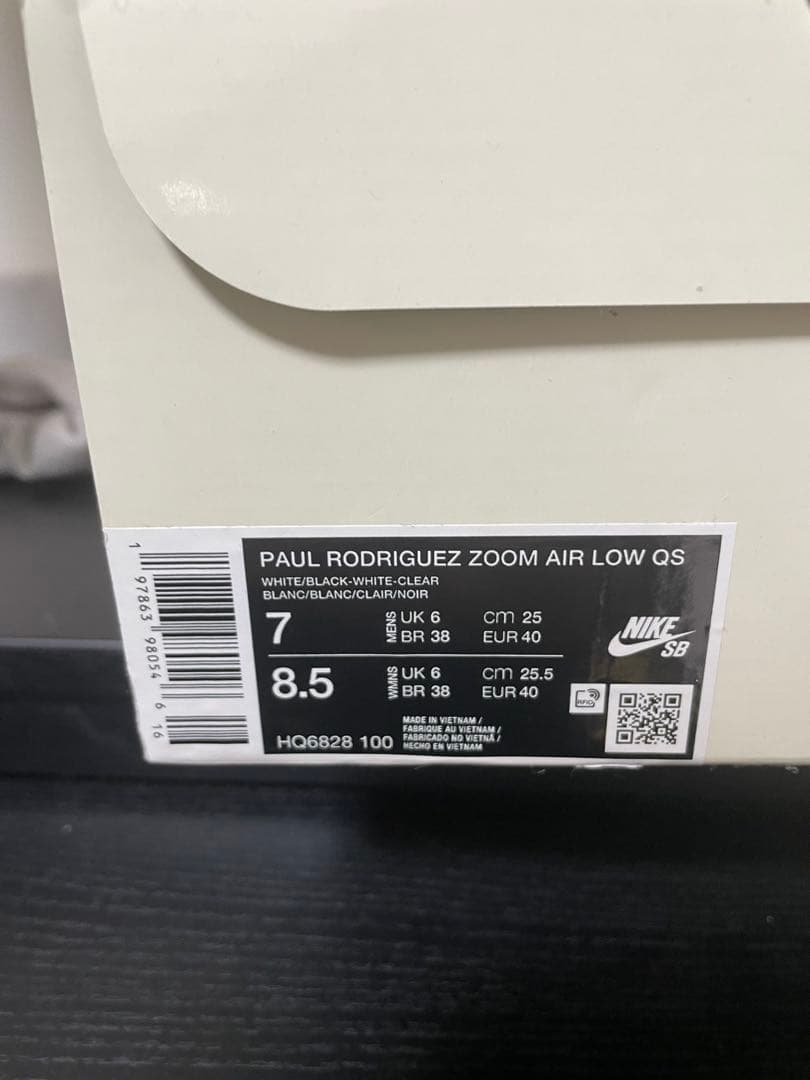 PAUL RODRIGUEZ ZOOM AIR LOW QS
WHITE/BLACK-WHITE-CLEAR
BLANC/BLANC/CLAIR/NOIR
7 MENS UK 6 cm 25
BR 38 EUR 40
8.5 WMNS UK 6 cm 25.5
BR 38 EUR 40
NIKE
SB
RFID
HQ6828 100
MADE IN VIETNAM /
FABRIQUE AU VIETNAM /
FABRICADO NO VIETNÃ /
HECHO EN VIETNAM
1 97863 98054 6 16